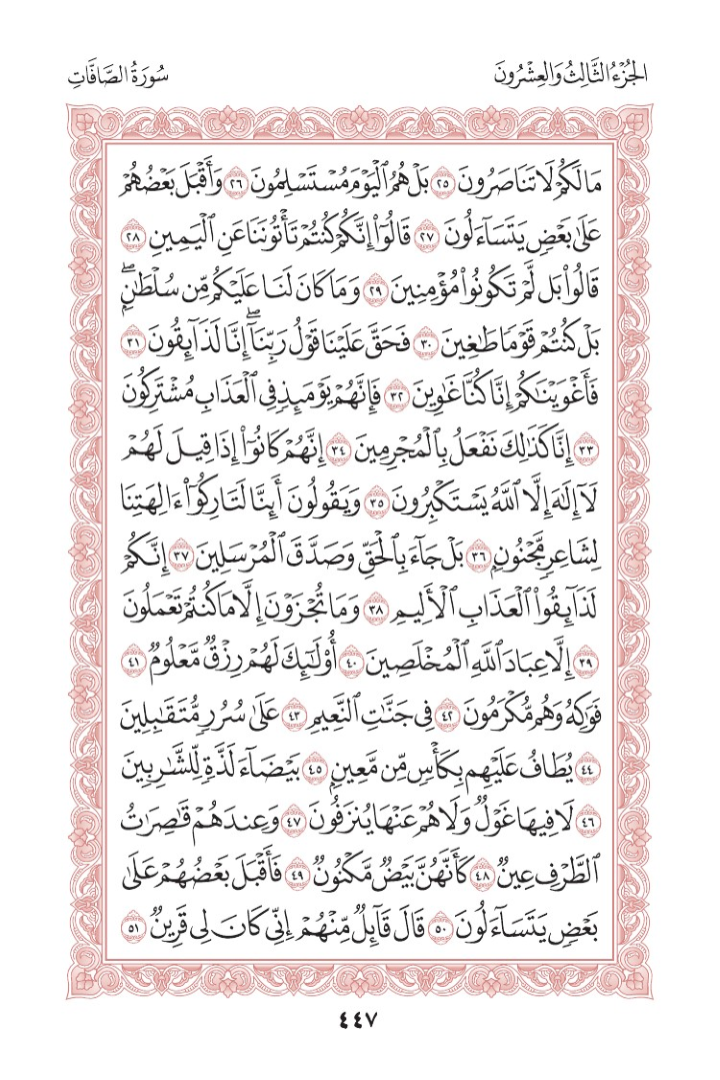 الجُزْءُ الثَّالِثُ وَالعِشْرُونَ
سُورَةُ الصَّافَّاتِ
مَا لَكُمْ لَا تَنَاصَرُونَ ٢٥ بَلْ هُمُ ٱلْيَوْمَ مُسْتَسْلِمُونَ ٢٦ وَأَقْبَلَ بَعْضُهُمْ
عَلَىٰ بَعْضٍ يَتَسَآءَلُونَ ٢٧ قَالُوٓا۟ إِنَّكُمْ كُنتُمْ تَأْتُونَنَا عَنِ ٱلْيَمِينِ ٢٨
قَالُوا۟ بَل لَّمْ تَكُونُوا۟ مُؤْمِنِينَ ٢٩ وَمَا كَانَ لَنَا عَلَيْكُم مِّن سُلْطَٰنٍۭ ۖ
بَلْ كُنتُمْ قَوْمًا طَٰغِينَ ٣٠ فَحَقَّ عَلَيْنَا قَوْلُ رَبِّنَآ ۖ إِنَّا لَذَآئِقُونَ ٣١
فَأَغْوَيْنَٰكُمْ إِنَّا كُنَّا غَٰوِينَ ٣٢ فَإِنَّهُمْ يَوْمَئِذٍ فِى ٱلْعَذَابِ مُشْتَرِكُونَ
٣٣ إِنَّا كَذَٰلِكَ نَفْعَلُ بِٱلْمُجْرِمِينَ ٣٤ إِنَّهُمْ كَانُوٓا۟ إِذَا قِيلَ لَهُمْ
لَآ إِلَٰهَ إِلَّا ٱللَّهُ يَسْتَكْبِرُونَ ٣٥ وَيَقُولُونَ أَئِنَّا لَتَارِكُوٓا۟ ءَالِهَتِنَا
لِشَاعِرٍ مَّجْنُونٍۭ ٣٦ بَلْ جَآءَ بِٱلْحَقِّ وَصَدَّقَ ٱلْمُرْسَلِينَ ٣٧ إِنَّكُمْ
لَذَآئِقُوا۟ ٱلْعَذَابِ ٱلْأَلِيمِ ٣٨ وَمَا تُجْزَوْنَ إِلَّا مَا كُنتُمْ تَعْمَلُونَ
٣٩ إِلَّا عِبَادَ ٱللَّهِ ٱلْمُخْلَصِينَ ٤٠ أُو۟لَٰٓئِكَ لَهُمْ رِزْقٌ مَّعْلُومٌ ٤١
فَوَٰكِهُ وَهُم مُّكْرَمُونَ ٤٢ فِى جَنَّٰتِ ٱلنَّعِيمِ ٤٣ عَلَىٰ سُرُرٍ مُّتَقَٰبِلِينَ
٤٤ يُطَافُ عَلَيْهِم بِكَأْسٍ مِّن مَّعِينٍۭ ٤٥ بَيْضَآءَ لَذَّةٍ لِّلشَّٰرِبِينَ
٤٦ لَا فِيهَا غَوْلٌ وَلَا هُمْ عَنْهَا يُنزَفُونَ ٤٧ وَعِندَهُمْ قَٰصِرَٰتُ
ٱلطَّرْفِ عِينٌ ٤٨ كَأَنَّهُنَّ بَيْضٌ مَّكْنُونٌ ٤٩ فَأَقْبَلَ بَعْضُهُمْ عَلَىٰ
بَعْضٍ يَتَسَآءَلُونَ ٥٠ قَالَ قَآئِلٌ مِّنْهُمْ إِنِّى كَانَ لِى قَرِينٌ ٥١
٤٤٧